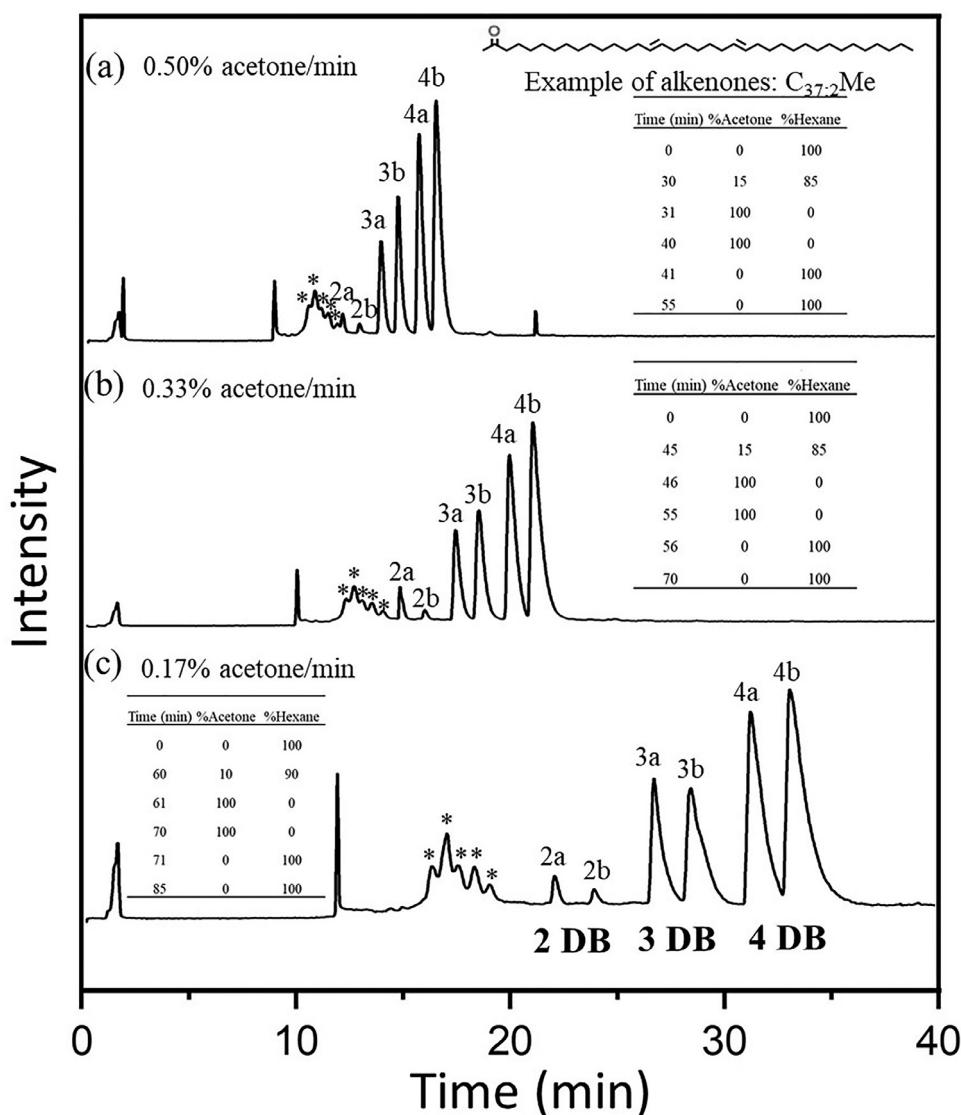 O
(a) 0.50% acetone/min
Example of alkenones: C37:2Me
Time (min) %Acetone %Hexane
0 0 100
30 15 85
31 100 0
40 100 0
41 0 100
55 0 100
* * * * *
2a 2b 3a 3b 4a 4b
(b) 0.33% acetone/min
Time (min) %Acetone %Hexane
0 0 100
45 15 85
46 100 0
55 100 0
56 0 100
70 0 100
* * * * *
2a 2b 3a 3b 4a 4b
(c) 0.17% acetone/min
Time (min) %Acetone %Hexane
0 0 100
60 10 90
61 100 0
70 100 0
71 0 100
85 0 100
* * * * *
2a 2b 3a 3b 4a 4b
2 DB 3 DB 4 DB
Intensity
0 10 20 30 40
Time (min)